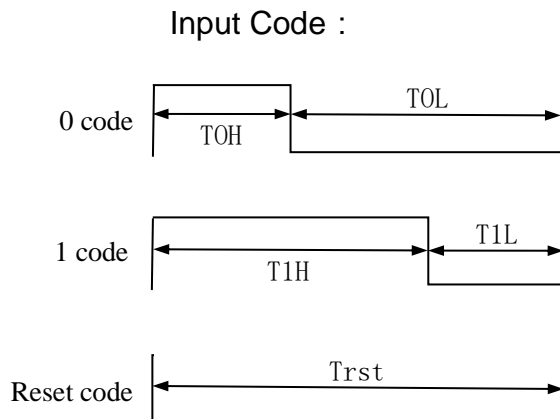 Input Code :
0 code
T0H
T0L
1 code
T1H
T1L
Reset code
Trst